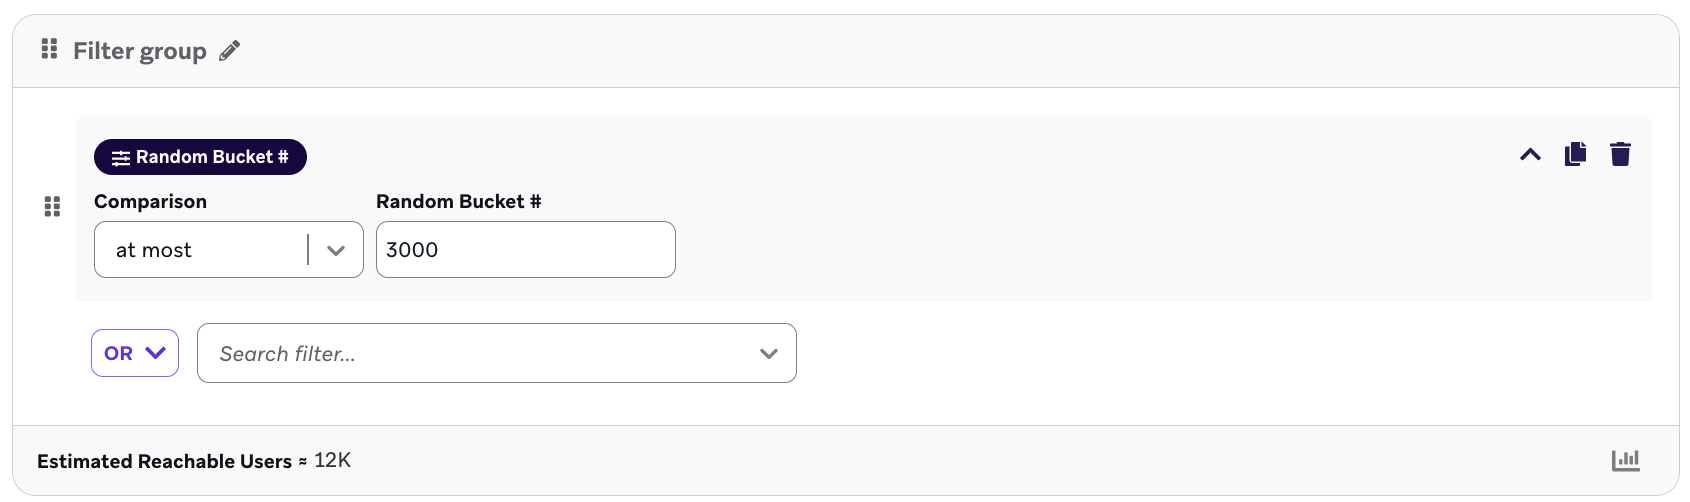 Filter group
Random Bucket #
Comparison
Random Bucket #
at most
3000
OR
Search filter...
Estimated Reachable Users ≈ 12K